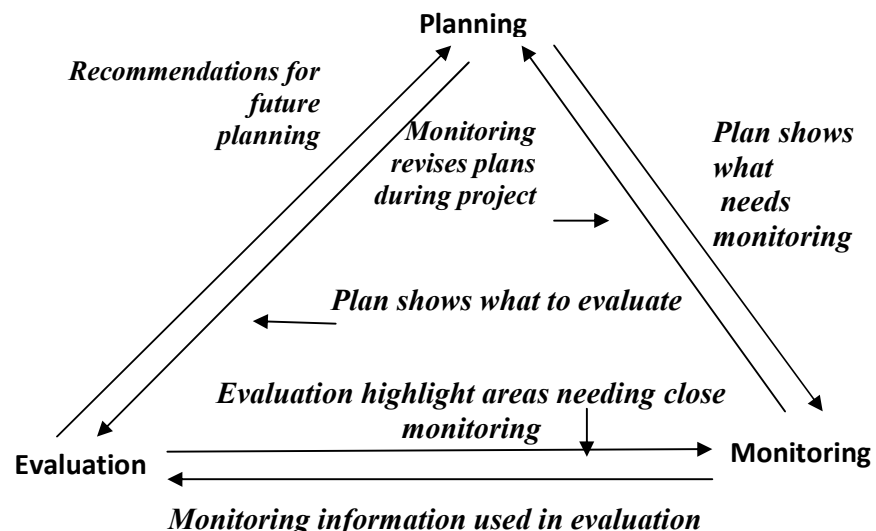 Planning
Recommendations for
future
planning
Monitoring
revises plans
during project
Plan shows
what
needs
monitoring
Plan shows what to evaluate
Evaluation highlight areas needing close
monitoring
Evaluation
Monitoring
Monitoring information used in evaluation